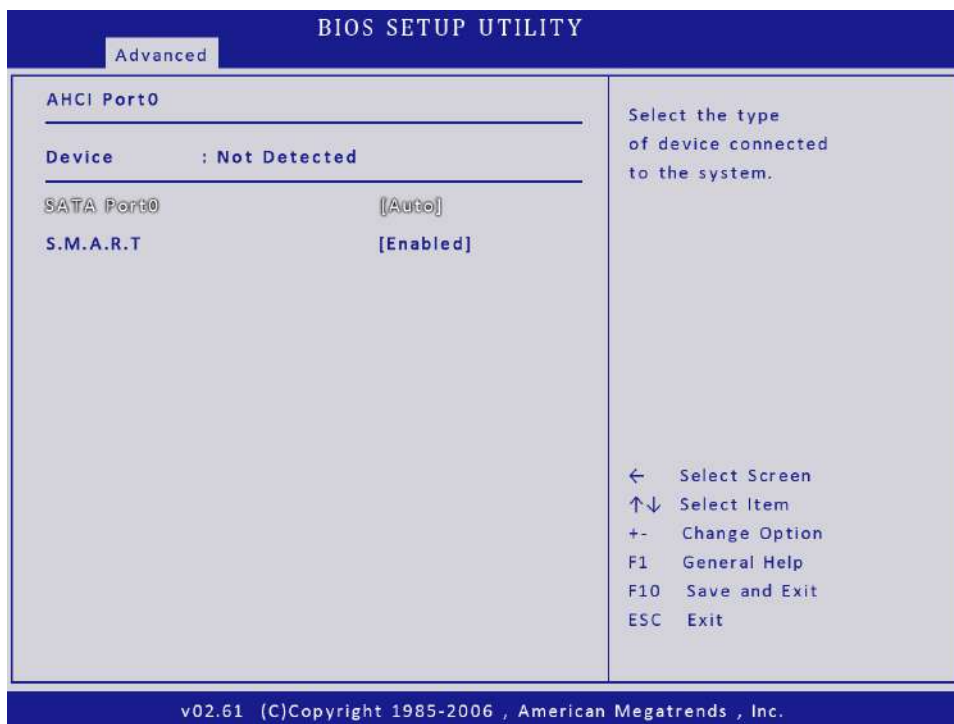 BIOS SETUP UTILITY
Advanced
AHCI Port0
Device : Not Detected
SATA Port0 [Auto]
S.M.A.R.T [Enabled]
Select the type
of device connected
to the system.
← Select Screen
↑↓ Select Item
+- Change Option
F1 General Help
F10 Save and Exit
ESC Exit
v02.61 (C)Copyright 1985-2006 , American Megatrends , Inc.